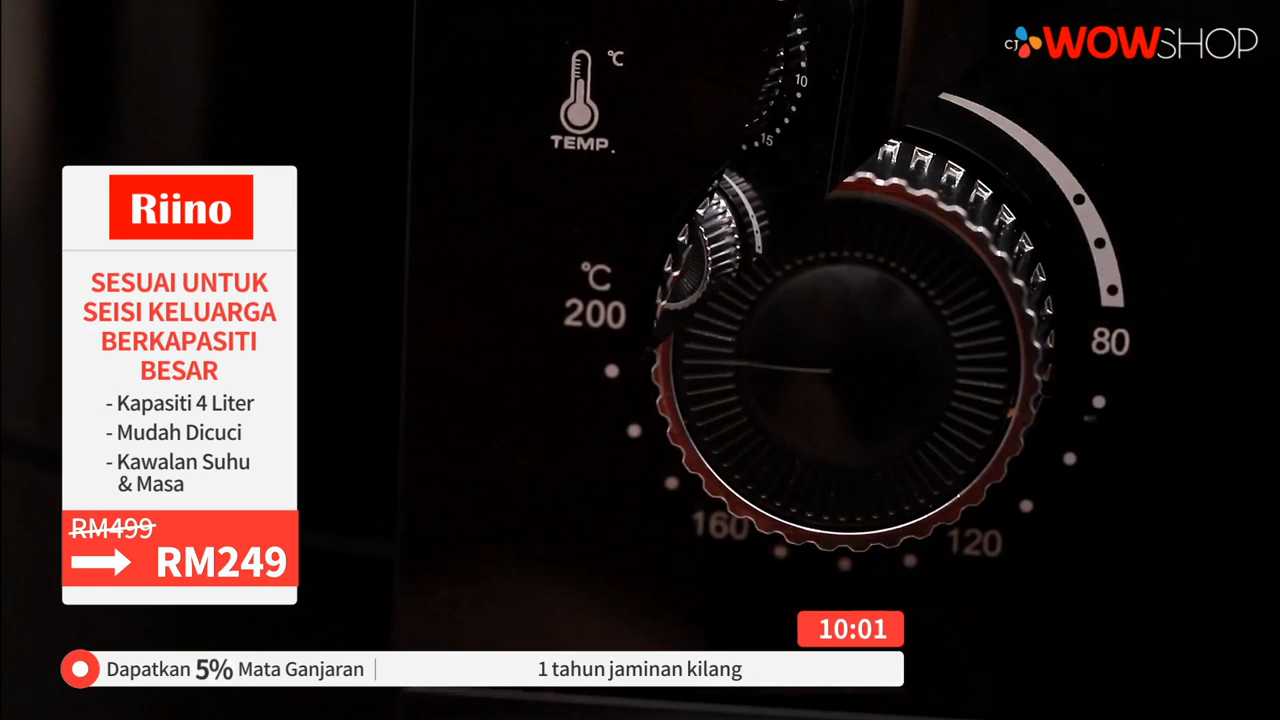 CJ WOWSHOP
℃
TEMP.
10
15
Riino
SESUAI UNTUK
SEISI KELUARGA
BERKAPASITI
BESAR
- Kapasiti 4 Liter
- Mudah Dicuci
- Kawalan Suhu
& Masa
RM499
RM249
℃
200
80
160
120
10:01
Dapatkan 5% Mata Ganjaran | 1 tahun jaminan kilang